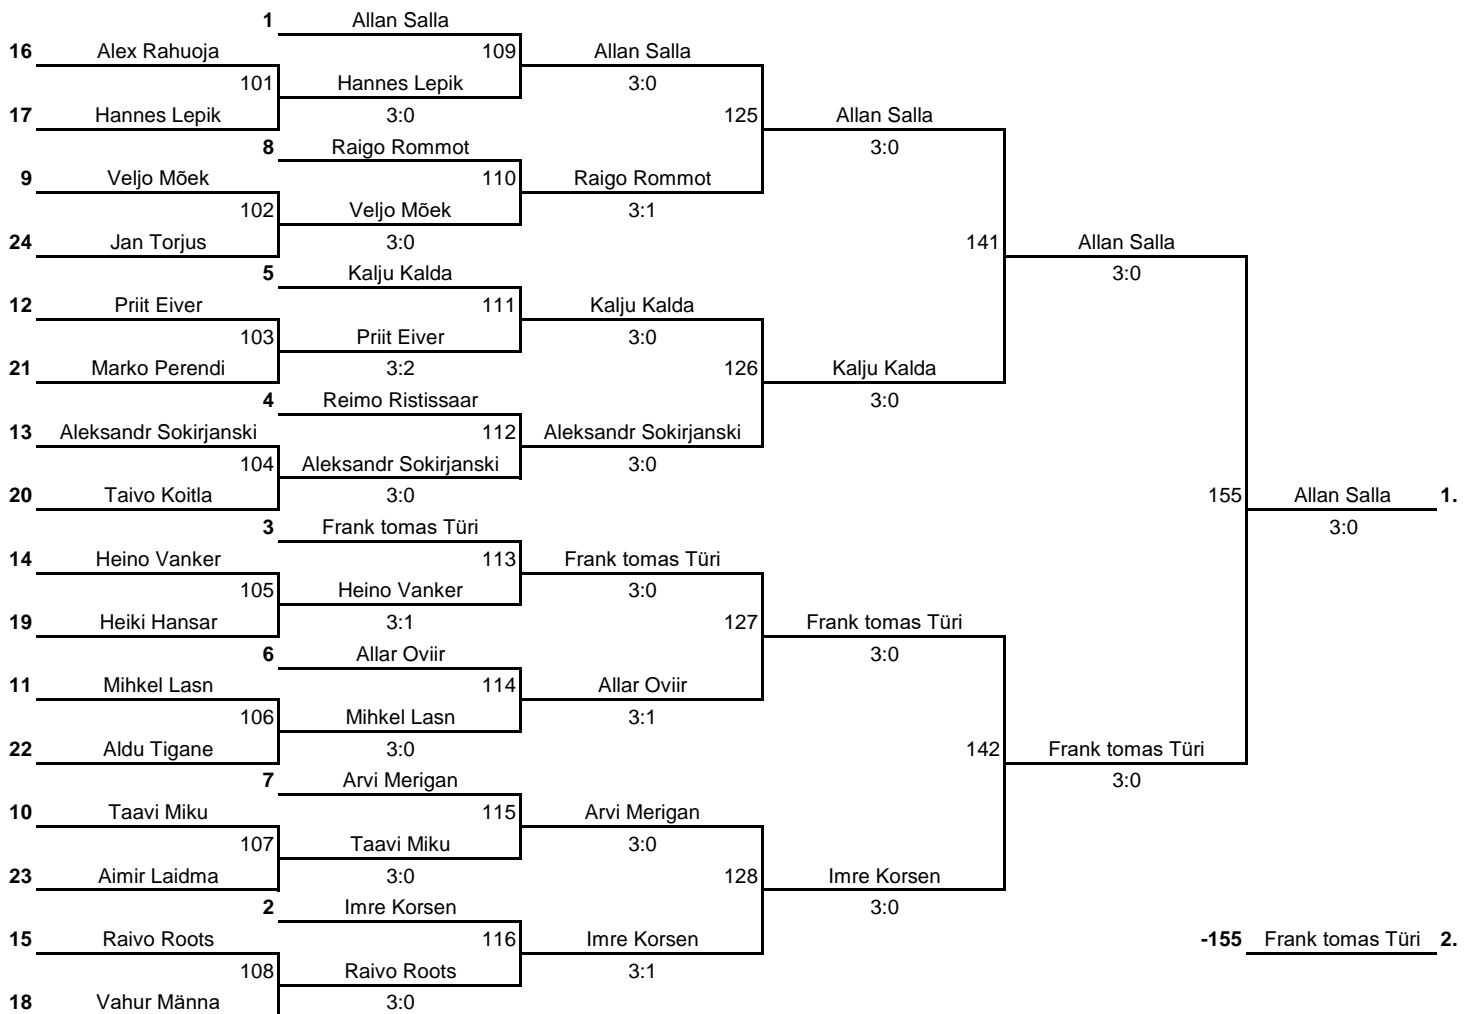 1 Allan Salla
16 Alex Rahuoja 109 Allan Salla
101 Hannes Lepik 3:0
17 Hannes Lepik 3:0 125 Allan Salla
8 Raigo Rommot 3:0
9 Veljo Mõek 110 Raigo Rommot
102 Veljo Mõek 3:1
24 Jan Torjus 3:0 141 Allan Salla
5 Kalju Kalda 3:0
12 Priit Eiver 111 Kalju Kalda
103 Priit Eiver 3:0
21 Marko Perendi 3:2 126 Kalju Kalda
4 Reimo Ristissaar 3:0
13 Aleksandr Sokirjanski 112 Aleksandr Sokirjanski
104 Aleksandr Sokirjanski 3:0
20 Taivo Koitla 3:0 155 Allan Salla 1.
3 Frank tomas Türi 3:0
14 Heino Vanker 113 Frank tomas Türi
105 Heino Vanker 3:0
19 Heiki Hansar 3:1 127 Frank tomas Türi
6 Allar Oviir 3:0
11 Mihkel Lasn 114 Allar Oviir
106 Mihkel Lasn 3:1
22 Aldu Tigane 3:0 142 Frank tomas Türi
7 Arvi Merigan 3:0
10 Taavi Miku 115 Arvi Merigan
107 Taavi Miku 3:0
23 Aimir Laidma 3:0 128 Imre Korsen
2 Imre Korsen 3:0
15 Raivo Roots 116 Imre Korsen -155 Frank tomas Türi 2.
108 Raivo Roots 3:1
18 Vahur Männa 3:0